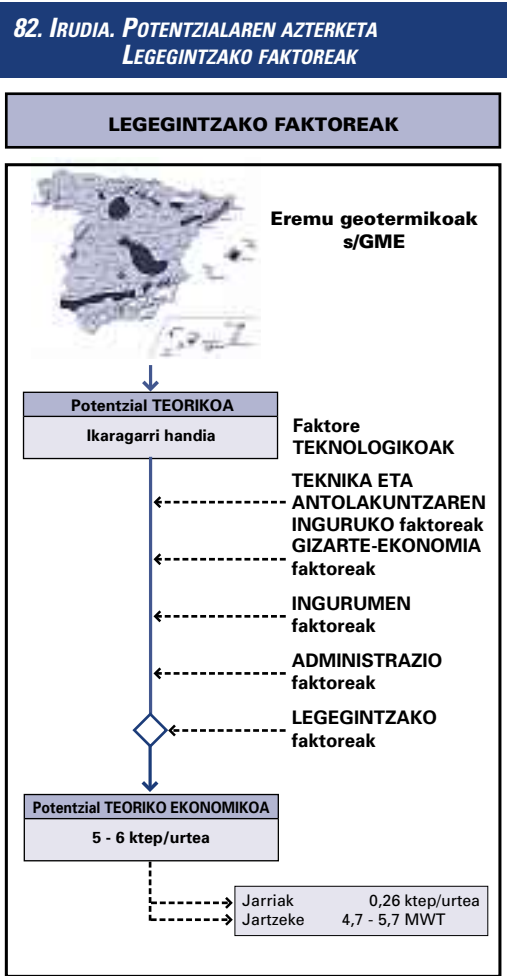 82. IRUDIA. POTENTZIALAREN AZTERKETA
LEGEGINTZAKO FAKTOREAK
LEGEGINTZAKO FAKTOREAK
Eremu geotermikoak
s/GME
Potentzial TEORIKOA
Ikaragarri handia
Faktore
TEKNOLOGIKOAK
TEKNIKA ETA
ANTOLAKUNTZAREN
INGURUKO faktoreak
GIZARTE-EKONOMIA
faktoreak
INGURUMEN
faktoreak
ADMINISTRAZIO
faktoreak
LEGEGINTZAKO
faktoreak
Potentzial TEORIKO EKONOMIKOA
5 - 6 ktep/urtea
Jarriak 0,26 ktep/urtea
Jartzeke 4,7 - 5,7 MWT